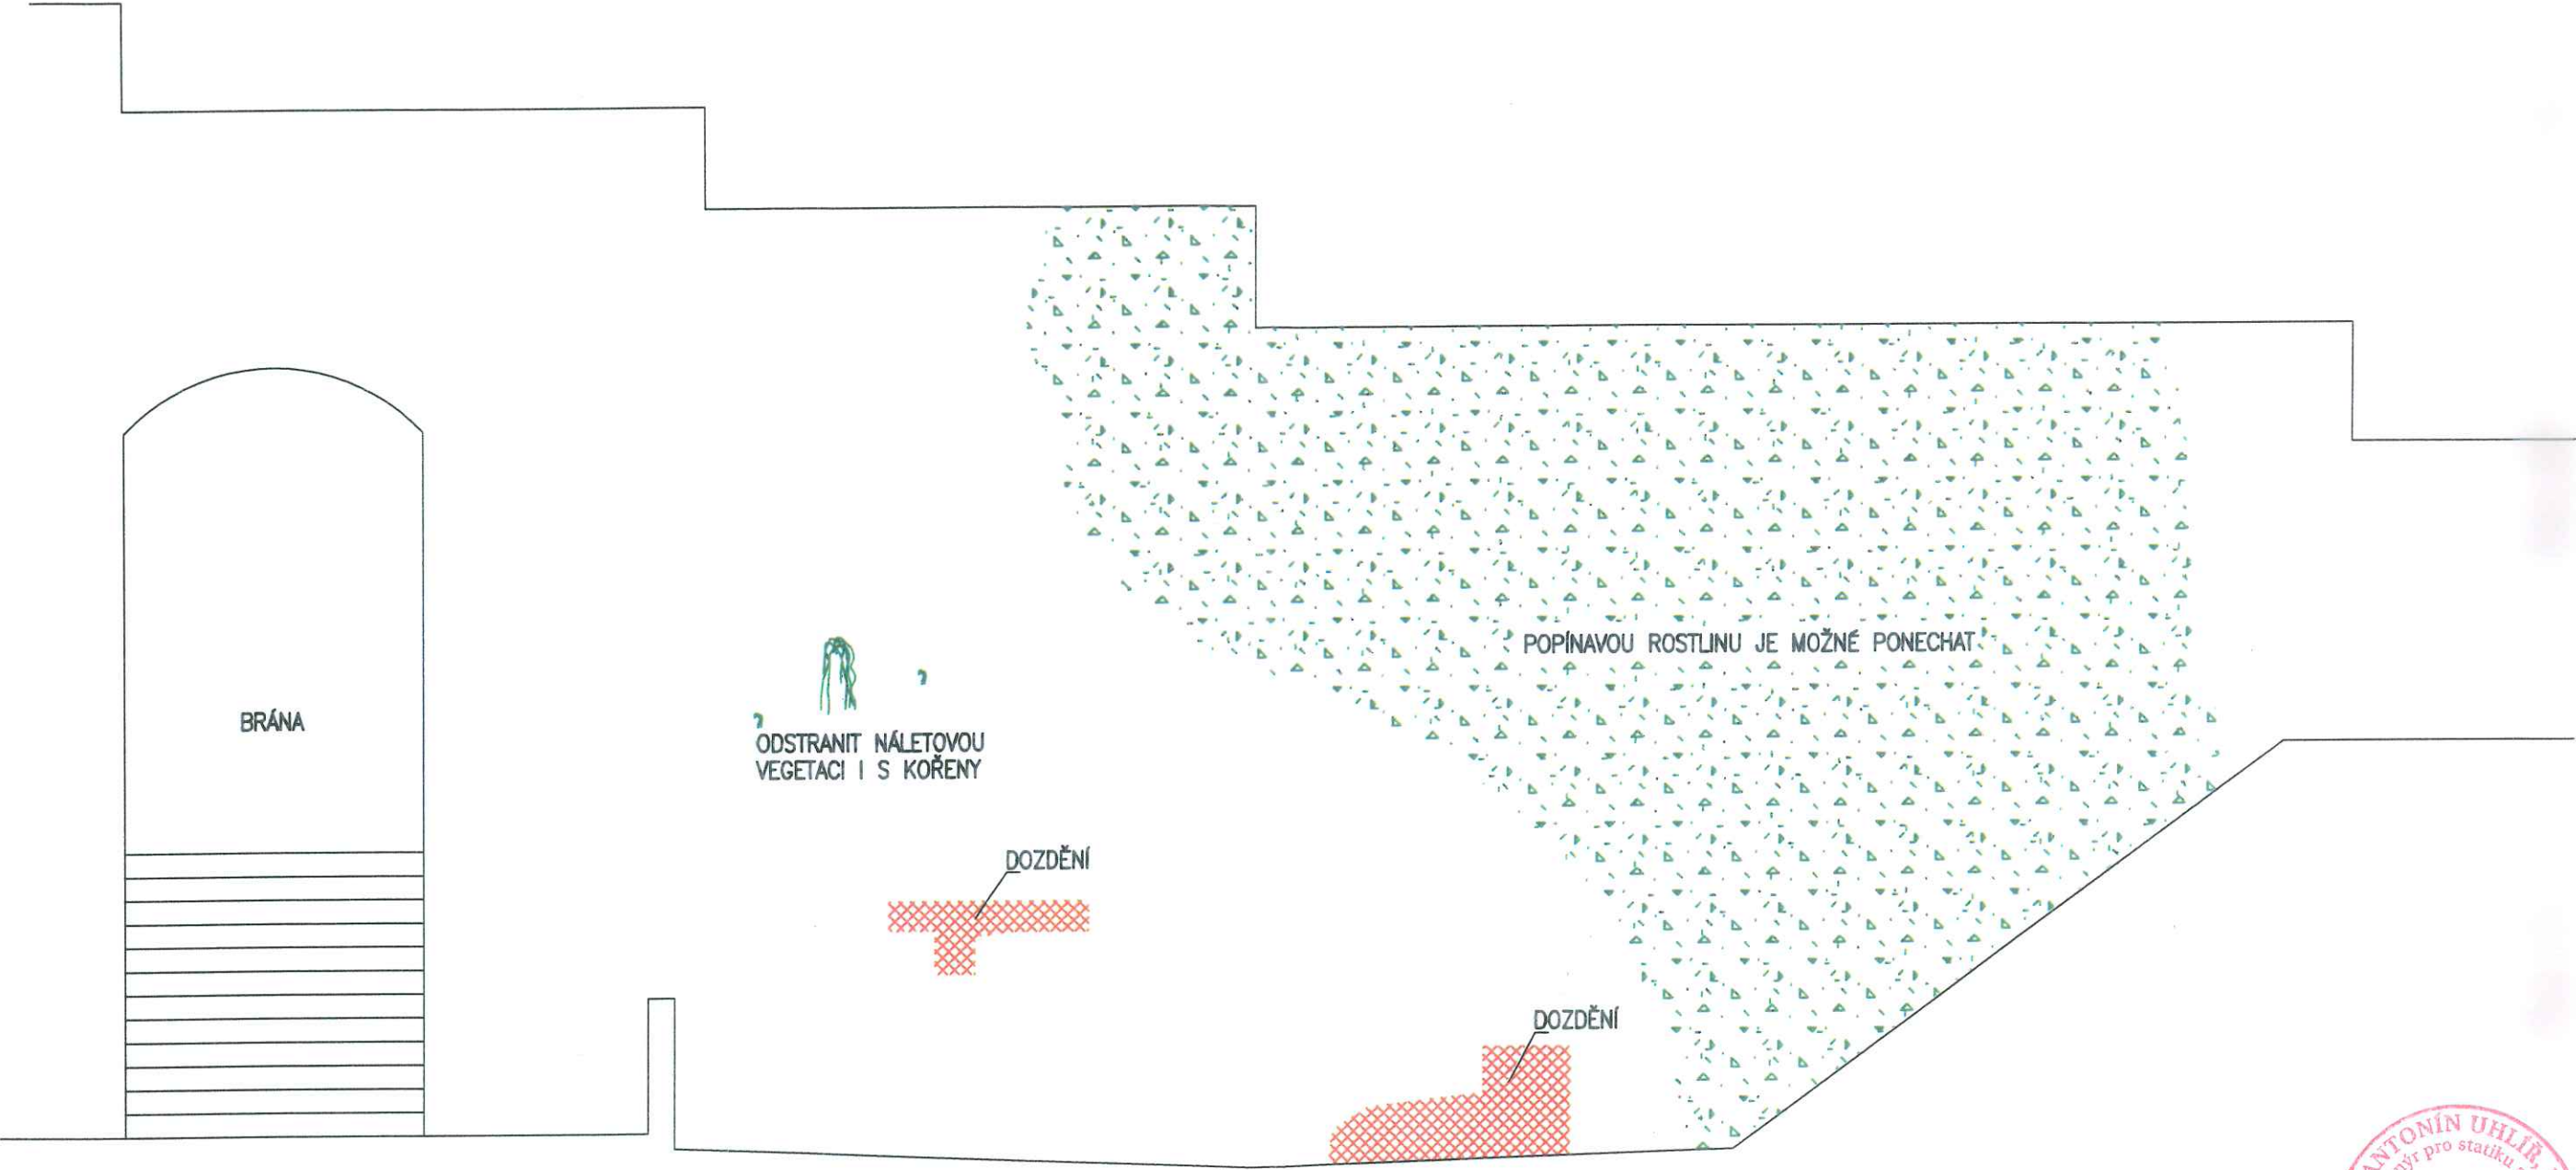 BRÁNA
ODSTRANIT NÁLETOVOU
VEGETACI I S KOŘENY
POPÍNAVOU ROSTLINU JE MOŽNÉ PONECHAT
DOZDĚNÍ
DOZDĚNÍ
ANTONÍN UHLÍŘ,
pro statiku